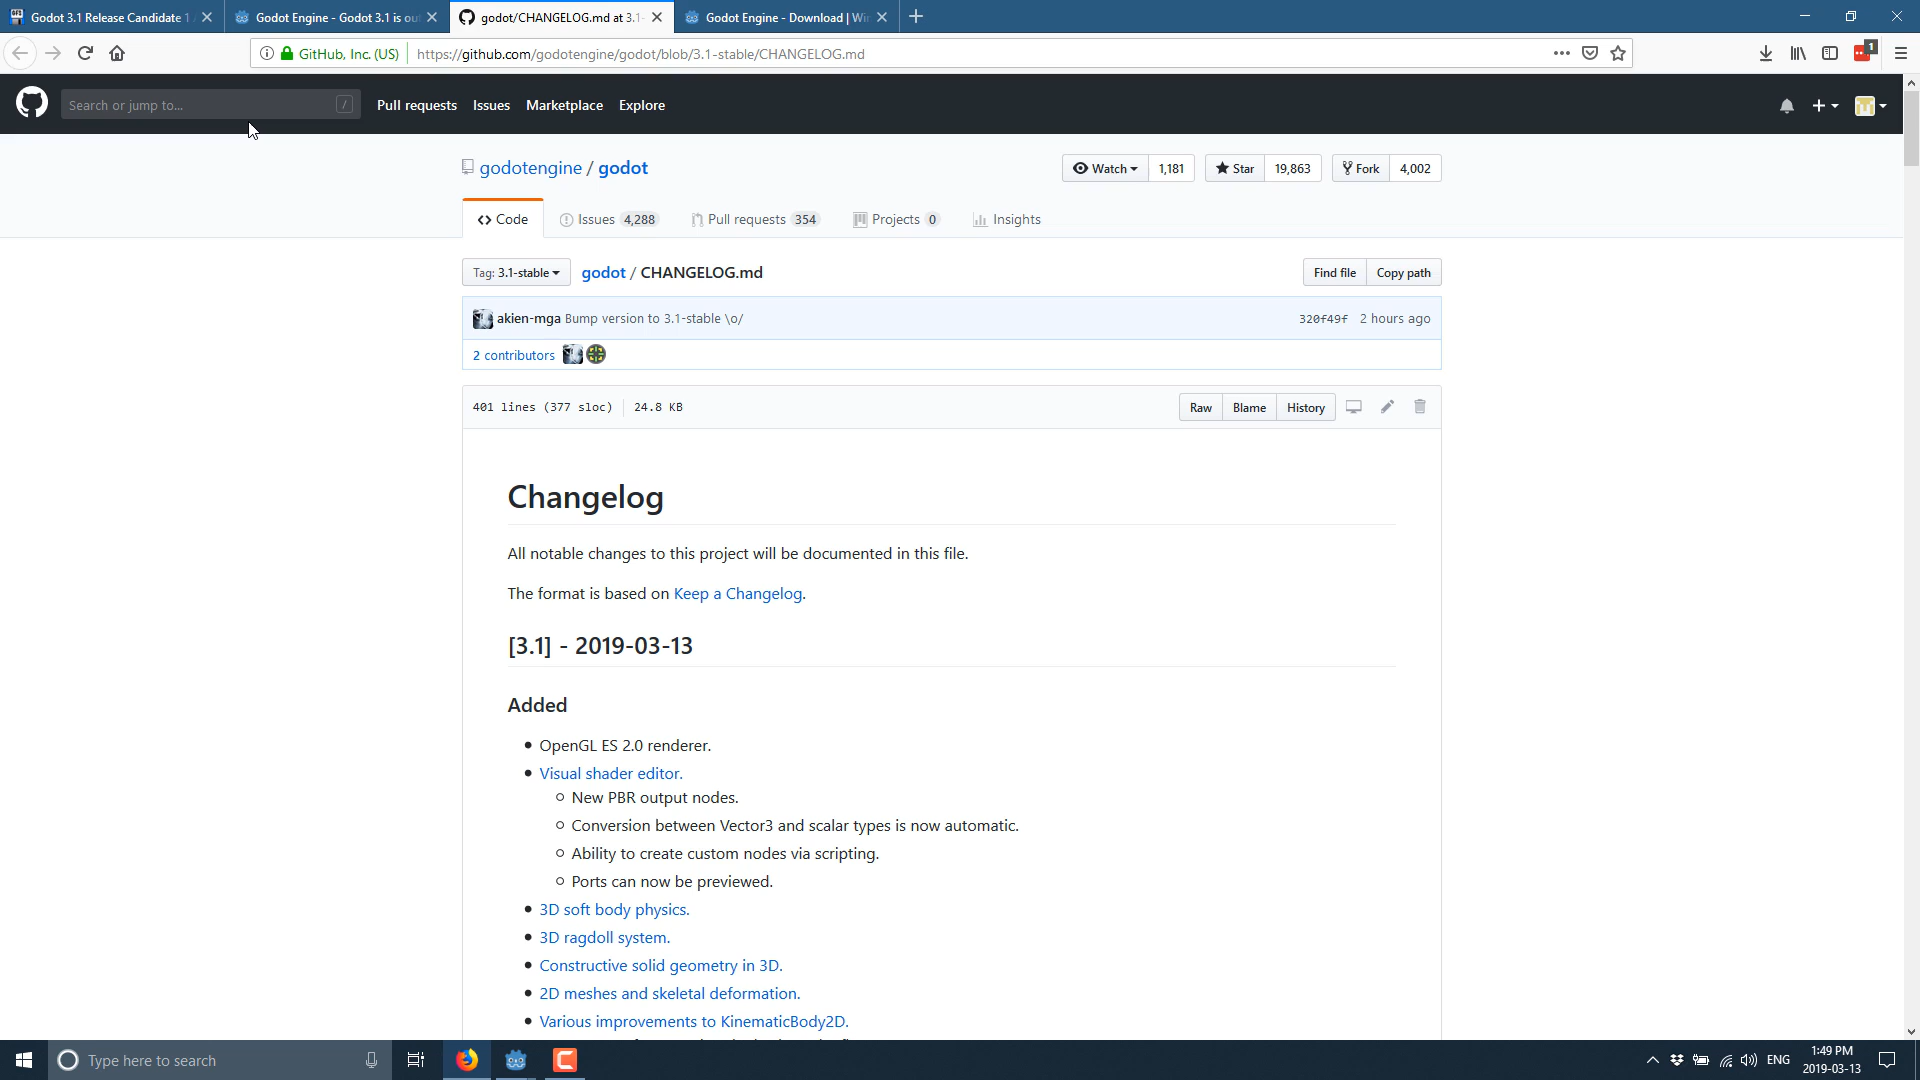 Godot 3.1 Release Candidate 1
Godot Engine - Godot 3.1 is out
godot/CHANGELOG.md at 3.1-
Godot Engine - Download | Win
GitHub, Inc. (US)
https://github.com/godotengine/godot/blob/3.1-stable/CHANGELOG.md
1
Search or jump to...
/
Pull requests
Issues
Marketplace
Explore
godotengine / godot
Watch
1,181
Star
19,863
Fork
4,002
Code
Issues 4,288
Pull requests 354
Projects 0
Insights
Tag: 3.1-stable
godot / CHANGELOG.md
Find file
Copy path
akien-mga Bump version to 3.1-stable \o/
320f49f 2 hours ago
2 contributors
401 lines (377 sloc)
24.8 KB
Raw
Blame
History
Changelog
All notable changes to this project will be documented in this file.
The format is based on Keep a Changelog.
[3.1] - 2019-03-13
Added
OpenGL ES 2.0 renderer.
Visual shader editor.
New PBR output nodes.
Conversion between Vector3 and scalar types is now automatic.
Ability to create custom nodes via scripting.
Ports can now be previewed.
3D soft body physics.
3D ragdoll system.
Constructive solid geometry in 3D.
2D meshes and skeletal deformation.
Various improvements to KinematicBody2D.
Type here to search
ENG
1:49 PM
2019-03-13